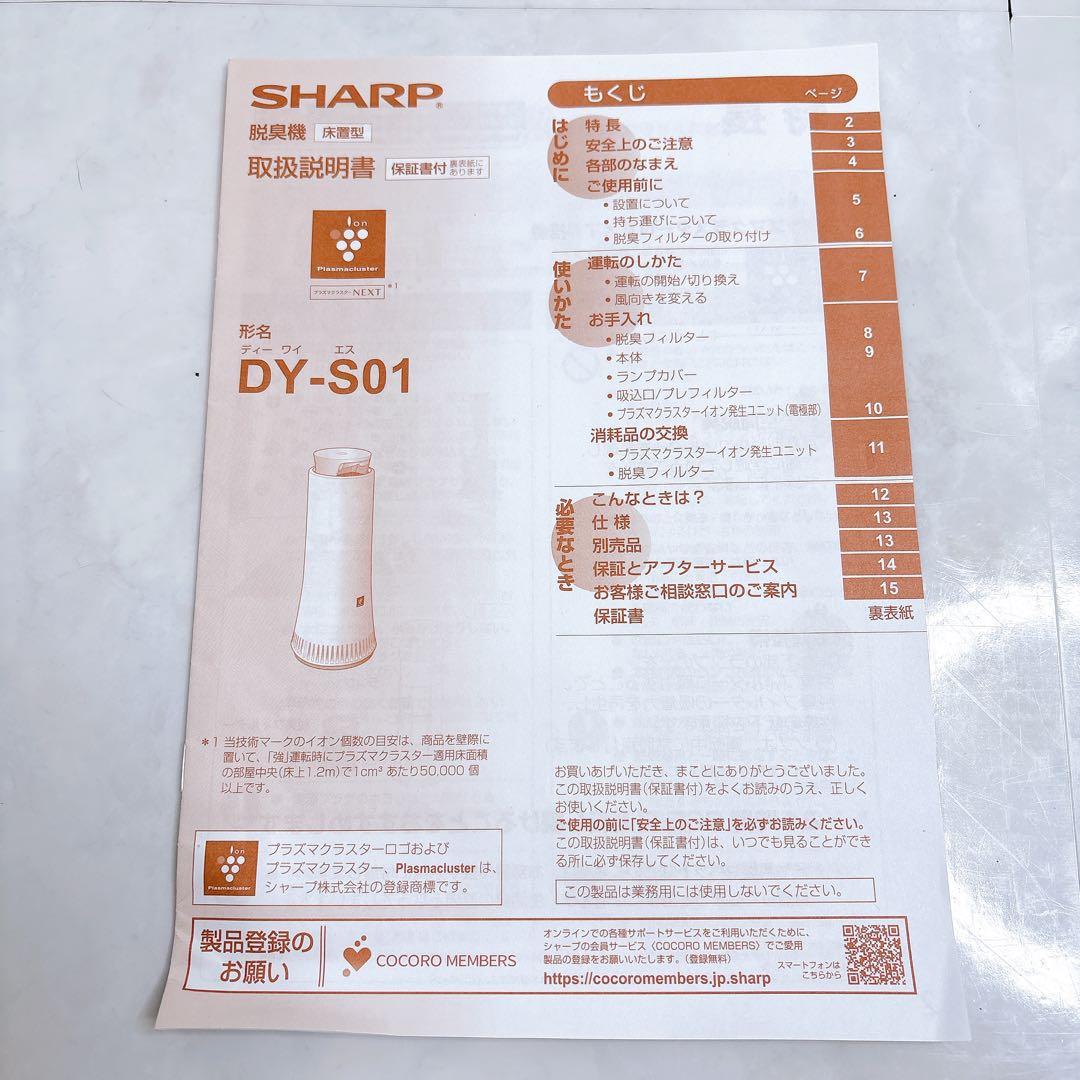 SHARP®
脱臭機 床置型
取扱説明書 保証書付 裏表紙に
あります
ion
Plasmacluster
プラズマクラスターNEXT *1
形名
ディー ワイ エス
DY-S01
*1 当技術マークのイオン個数の目安は、商品を壁際に
置いて、「強」運転時にプラズマクラスター適用床面積
の部屋中央(床上1.2m)で1cm³あたり50,000 個
以上です。
ion
Plasmacluster
プラズマクラスターロゴおよび
プラズマクラスター、Plasmacluster は、
シャープ株式会社の登録商標です。
もくじ ページ
はじめに
特長 2
安全上のご注意 3
各部のなまえ 4
ご使用前に
・設置について 5
・持ち運びについて
・脱臭フィルターの取り付け 6
使いかた
運転のしかた 7
・運転の開始/切り換え
・風向きを変える
お手入れ
・脱臭フィルター 8
・本体 9
・ランプカバー
・吸込口/プレフィルター
・プラズマクラスターイオン発生ユニット(電極部) 10
消耗品の交換 11
・プラズマクラスターイオン発生ユニット
・脱臭フィルター
必要なとき
こんなときは? 12
仕様 13
別売品 13
保証とアフターサービス 14
お客様ご相談窓口のご案内 15
保証書 裏表紙
お買いあげいただき、まことにありがとうございました。
この取扱説明書(保証書付)をよくお読みのうえ、正しく
お使いください。
ご使用の前に「安全上のご注意」を必ずお読みください。
この取扱説明書(保証書付)は、いつでも見ることができ
る所に必ず保存してください。
この製品は業務用には使用しないでください。
製品登録の
お願い
COCORO MEMBERS
オンラインでの各種サポートサービスをご利用いただくために、
シャープの会員サービス〈COCORO MEMBERS〉でご愛用
製品の登録をお願いいたします。(登録無料)
https://cocoromembers.jp.sharp
スマートフォンは
こちらから